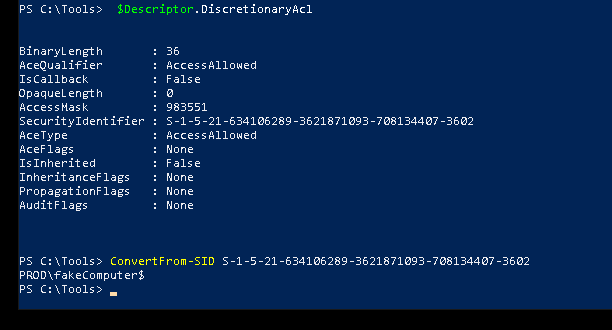 PS C:\Tools>  $Descriptor.DiscretionaryAcl
BinaryLength       : 36
AceQualifier       : AccessAllowed
IsCallback         : False
OpaqueLength       : 0
AccessMask         : 983551
SecurityIdentifier : S-1-5-21-634106289-3621871093-708134407-3602
AceType            : AccessAllowed
AceFlags           : None
IsInherited        : False
InheritanceFlags   : None
PropagationFlags   : None
AuditFlags         : None
PS C:\Tools> ConvertFrom-SID S-1-5-21-634106289-3621871093-708134407-3602
PROD\fakeComputer$
PS C:\Tools>